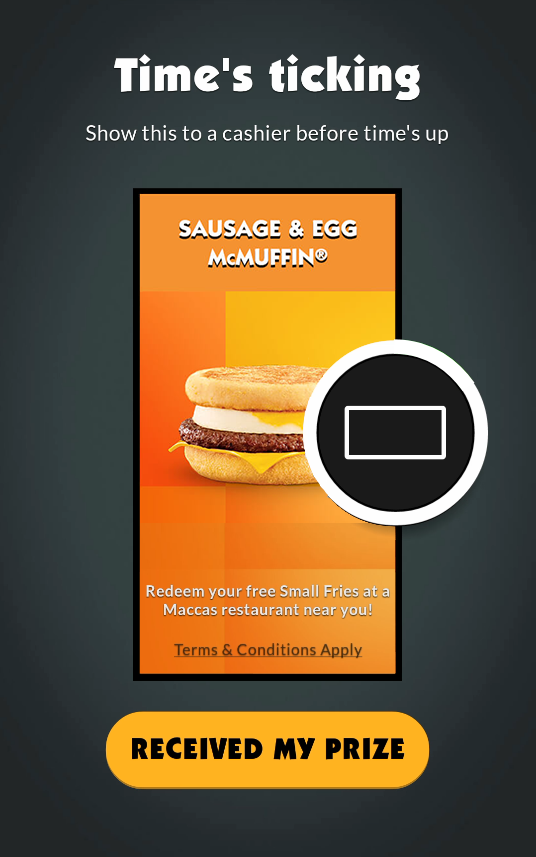 Time's ticking
Show this to a cashier before time's up
SAUSAGE & EGG
McMUFFIN®
Redeem your free Small Fries at a
Maccas restaurant near you!
Terms & Conditions Apply
RECEIVED MY PRIZE